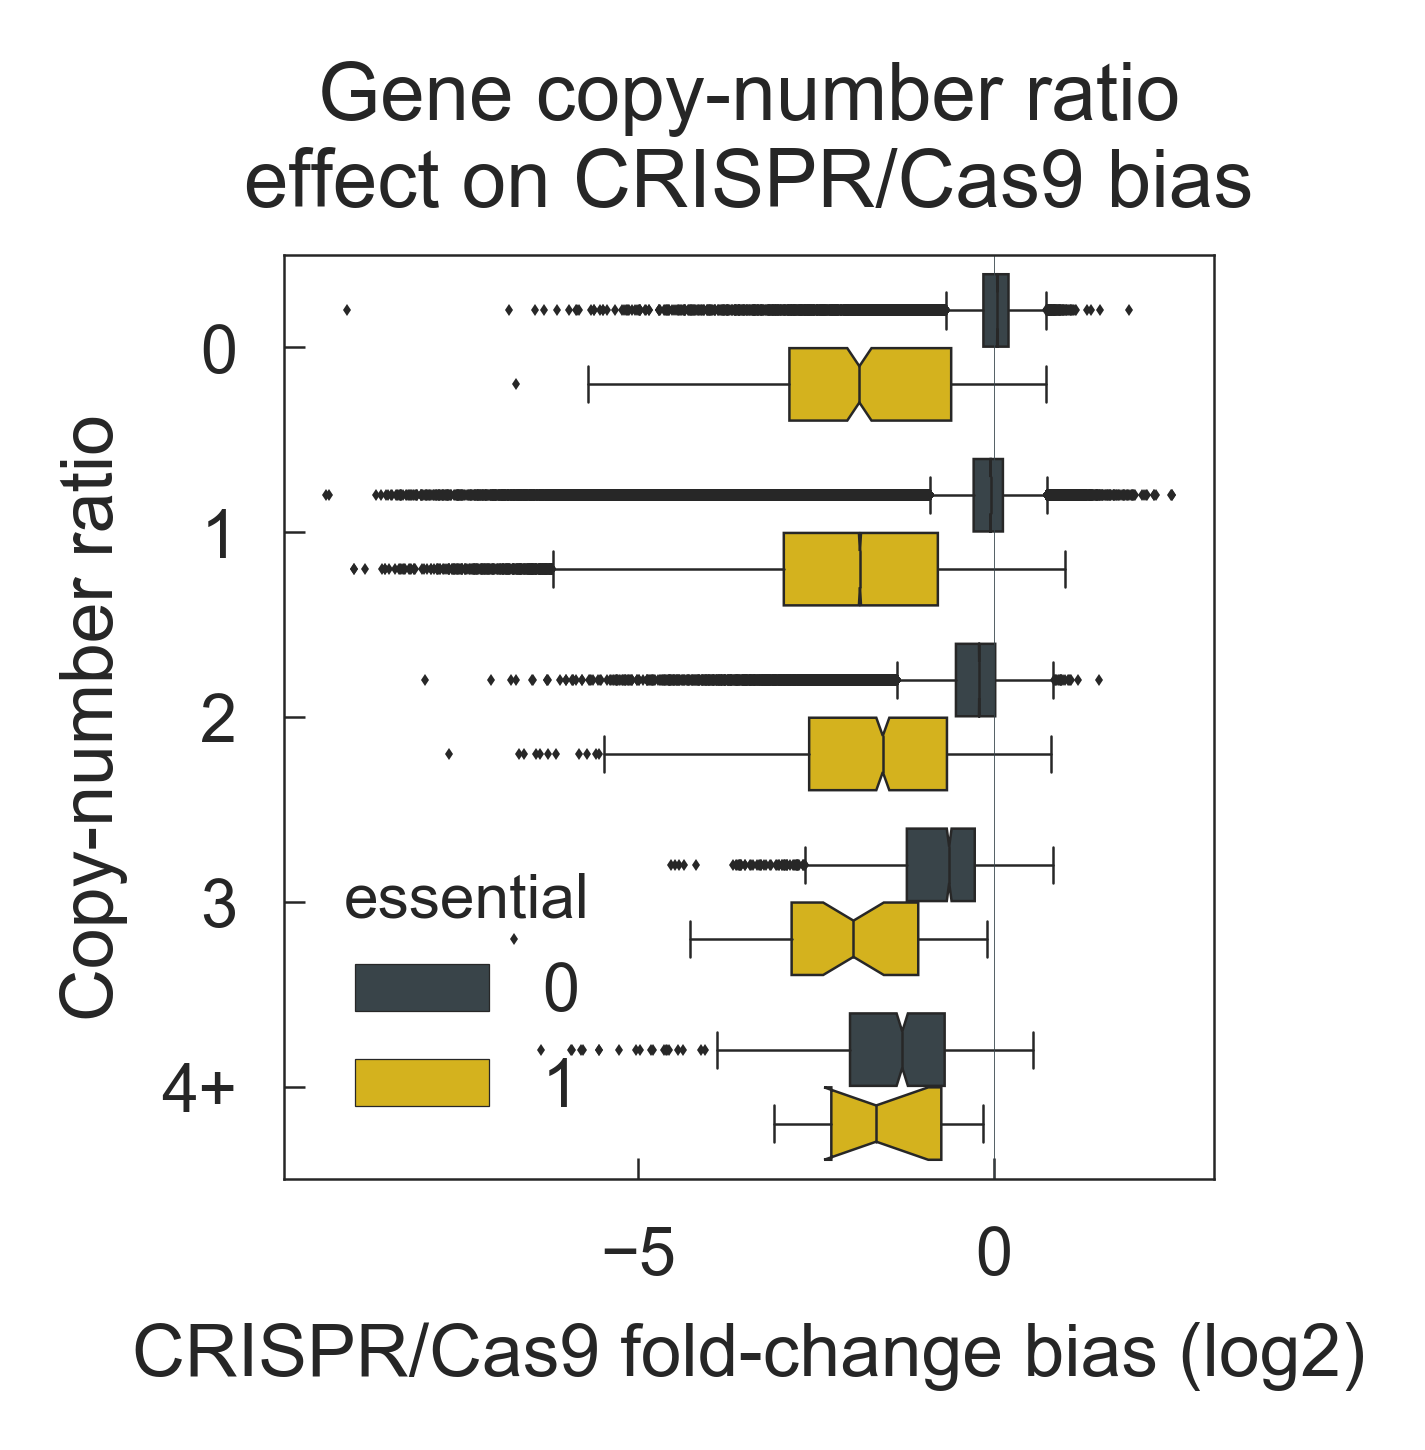 Gene copy-number ratio
effect on CRISPR/Cas9 bias
Copy-number ratio
0
1
2
3
4+
essential
0
1
−5
0
CRISPR/Cas9 fold-change bias (log2)